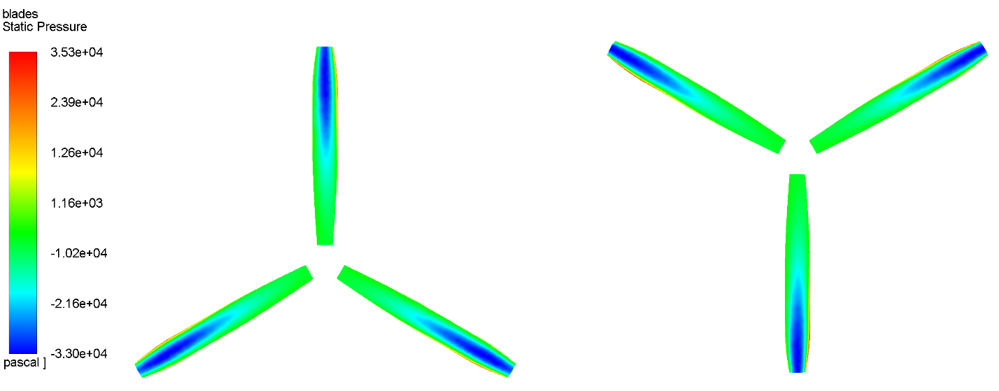 blades
Static Pressure
3.53e+04
2.39e+04
1.26e+04
1.16e+03
-1.02e+04
-2.16e+04
-3.30e+04
pascal ]